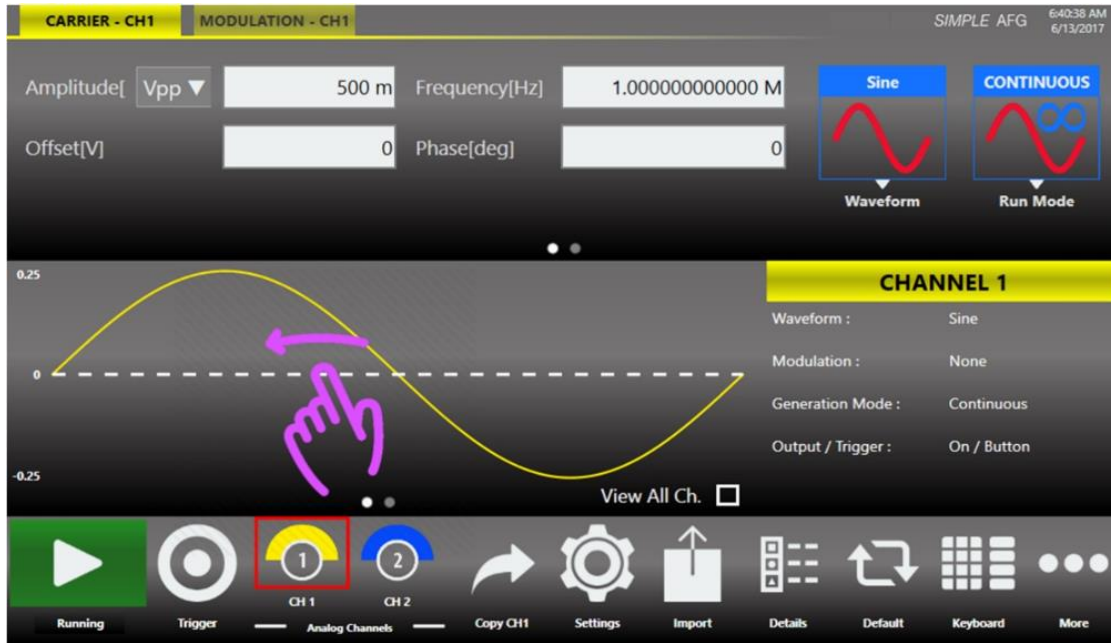 CARRIER - CH1 MODULATION - CH1 SIMPLE AFG 6:40:38 AM
6/13/2017
Amplitude[ Vpp ▼ 500 m Frequency[Hz] 1.000000000000 M Sine CONTINUOUS
Offset[V] 0 Phase[deg] 0
Waveform Run Mode
0.25
0
-0.25
View All Ch.
CHANNEL 1
Waveform : Sine
Modulation : None
Generation Mode : Continuous
Output / Trigger : On / Button
1 2
CH 1 CH 2
Running Trigger Analog Channels Copy CH1 Settings Import Details Default Keyboard More